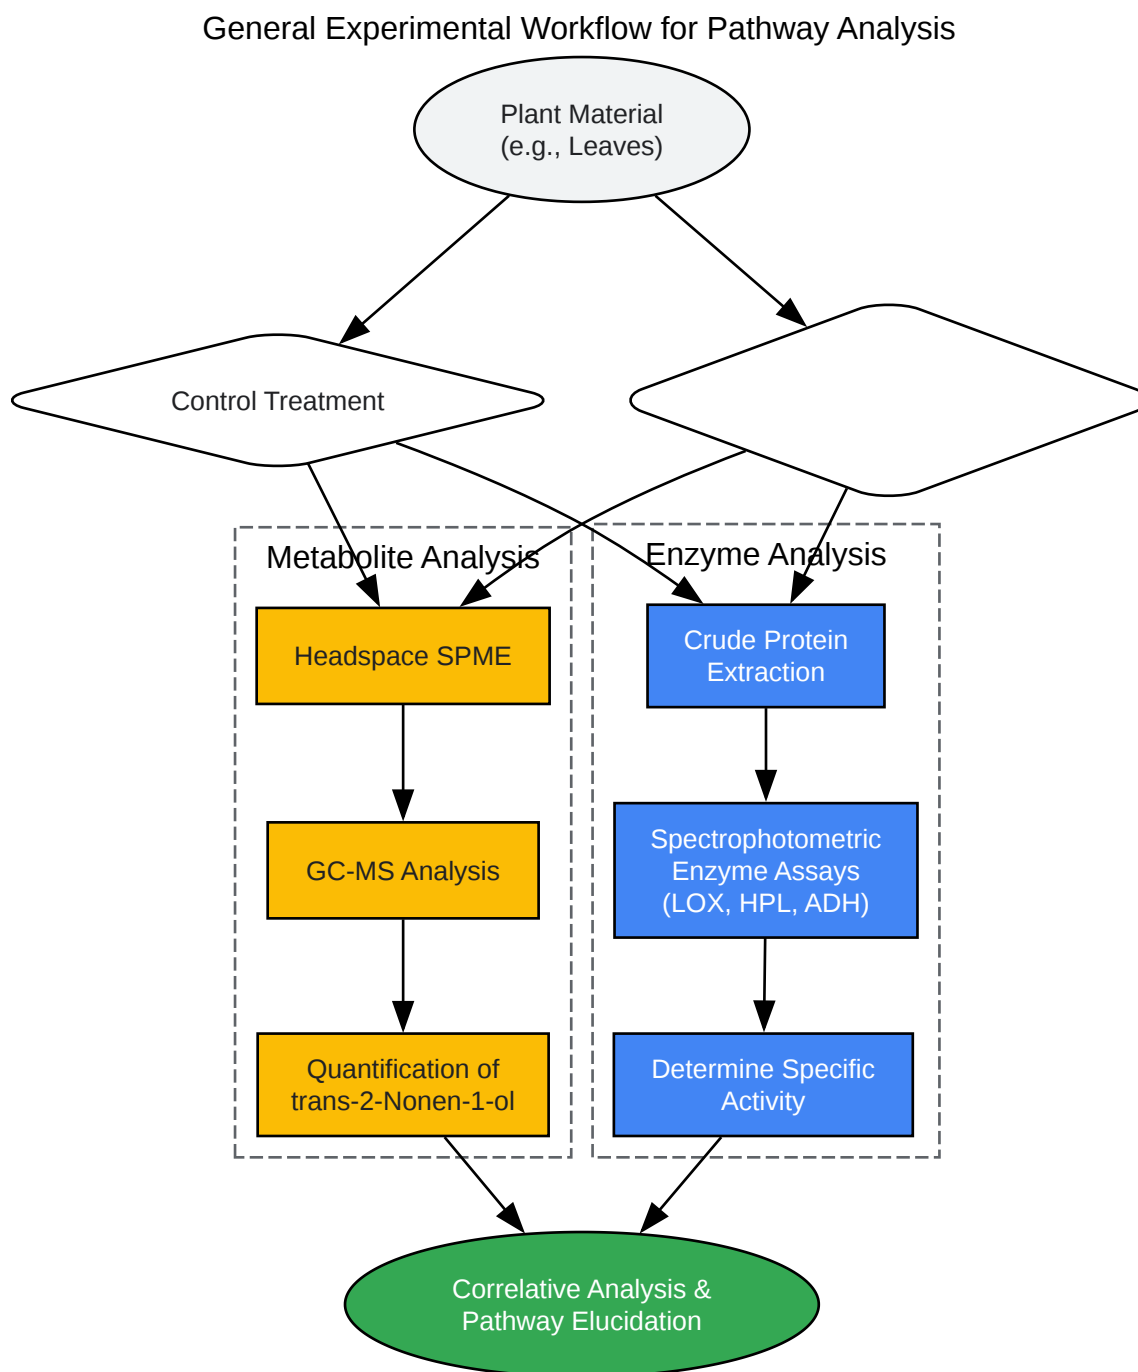 General Experimental Workflow for Pathway Analysis
Plant Material
(e.g., Leaves)
Control Treatment
Metabolite Analysis
Enzyme Analysis
Headspace SPME
Crude Protein
Extraction
GC-MS Analysis
Spectrophotometric
Enzyme Assays
(LOX, HPL, ADH)
Quantification of
trans-2-Nonen-1-ol
Determine Specific
Activity
Correlative Analysis &
Pathway Elucidation